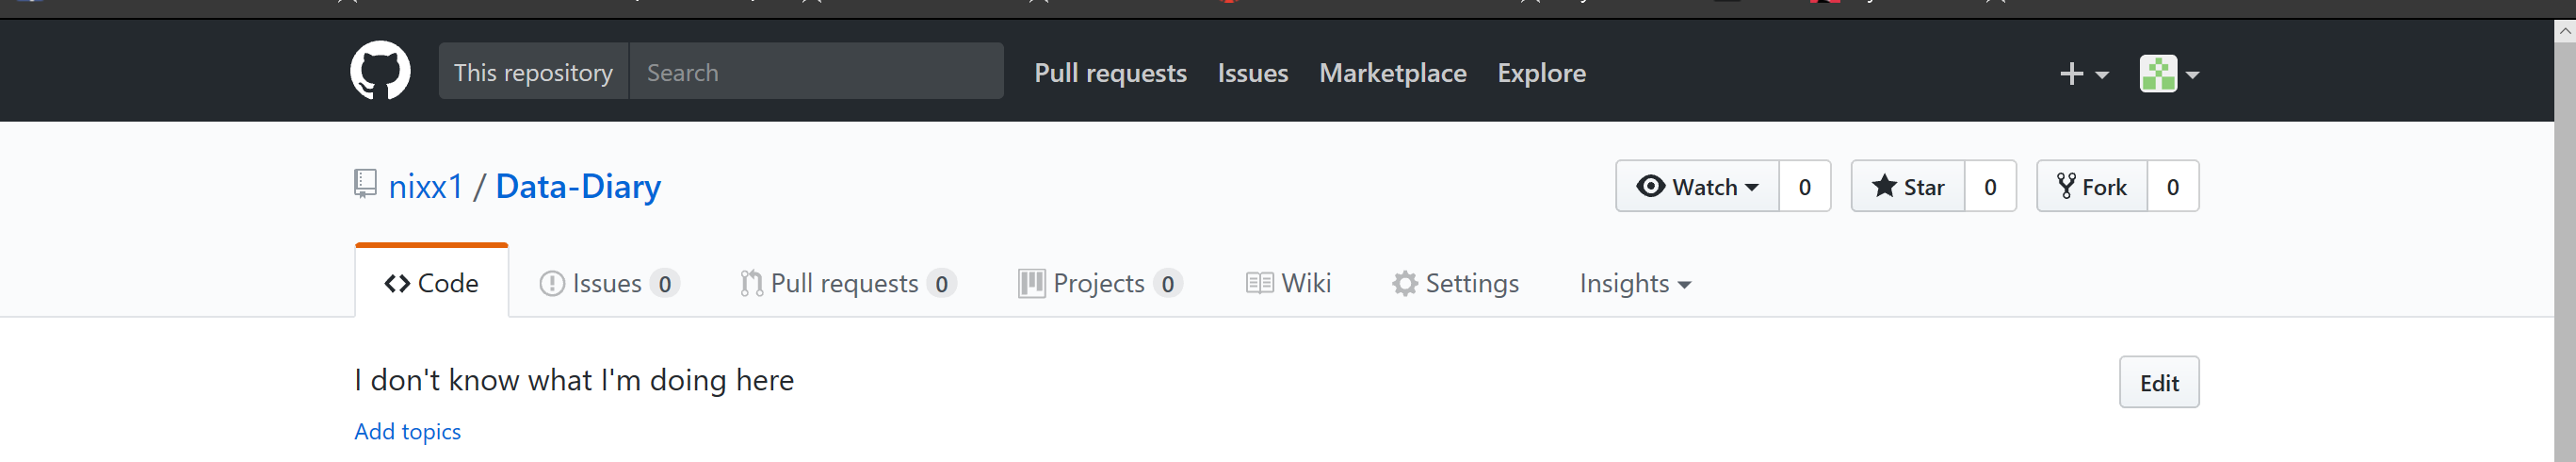 This repository Search Pull requests Issues Marketplace Explore
nixx1 / Data-Diary Watch 0 Star 0 Fork 0
Code Issues 0 Pull requests 0 Projects 0 Wiki Settings Insights
I don't know what I'm doing here Edit
Add topics